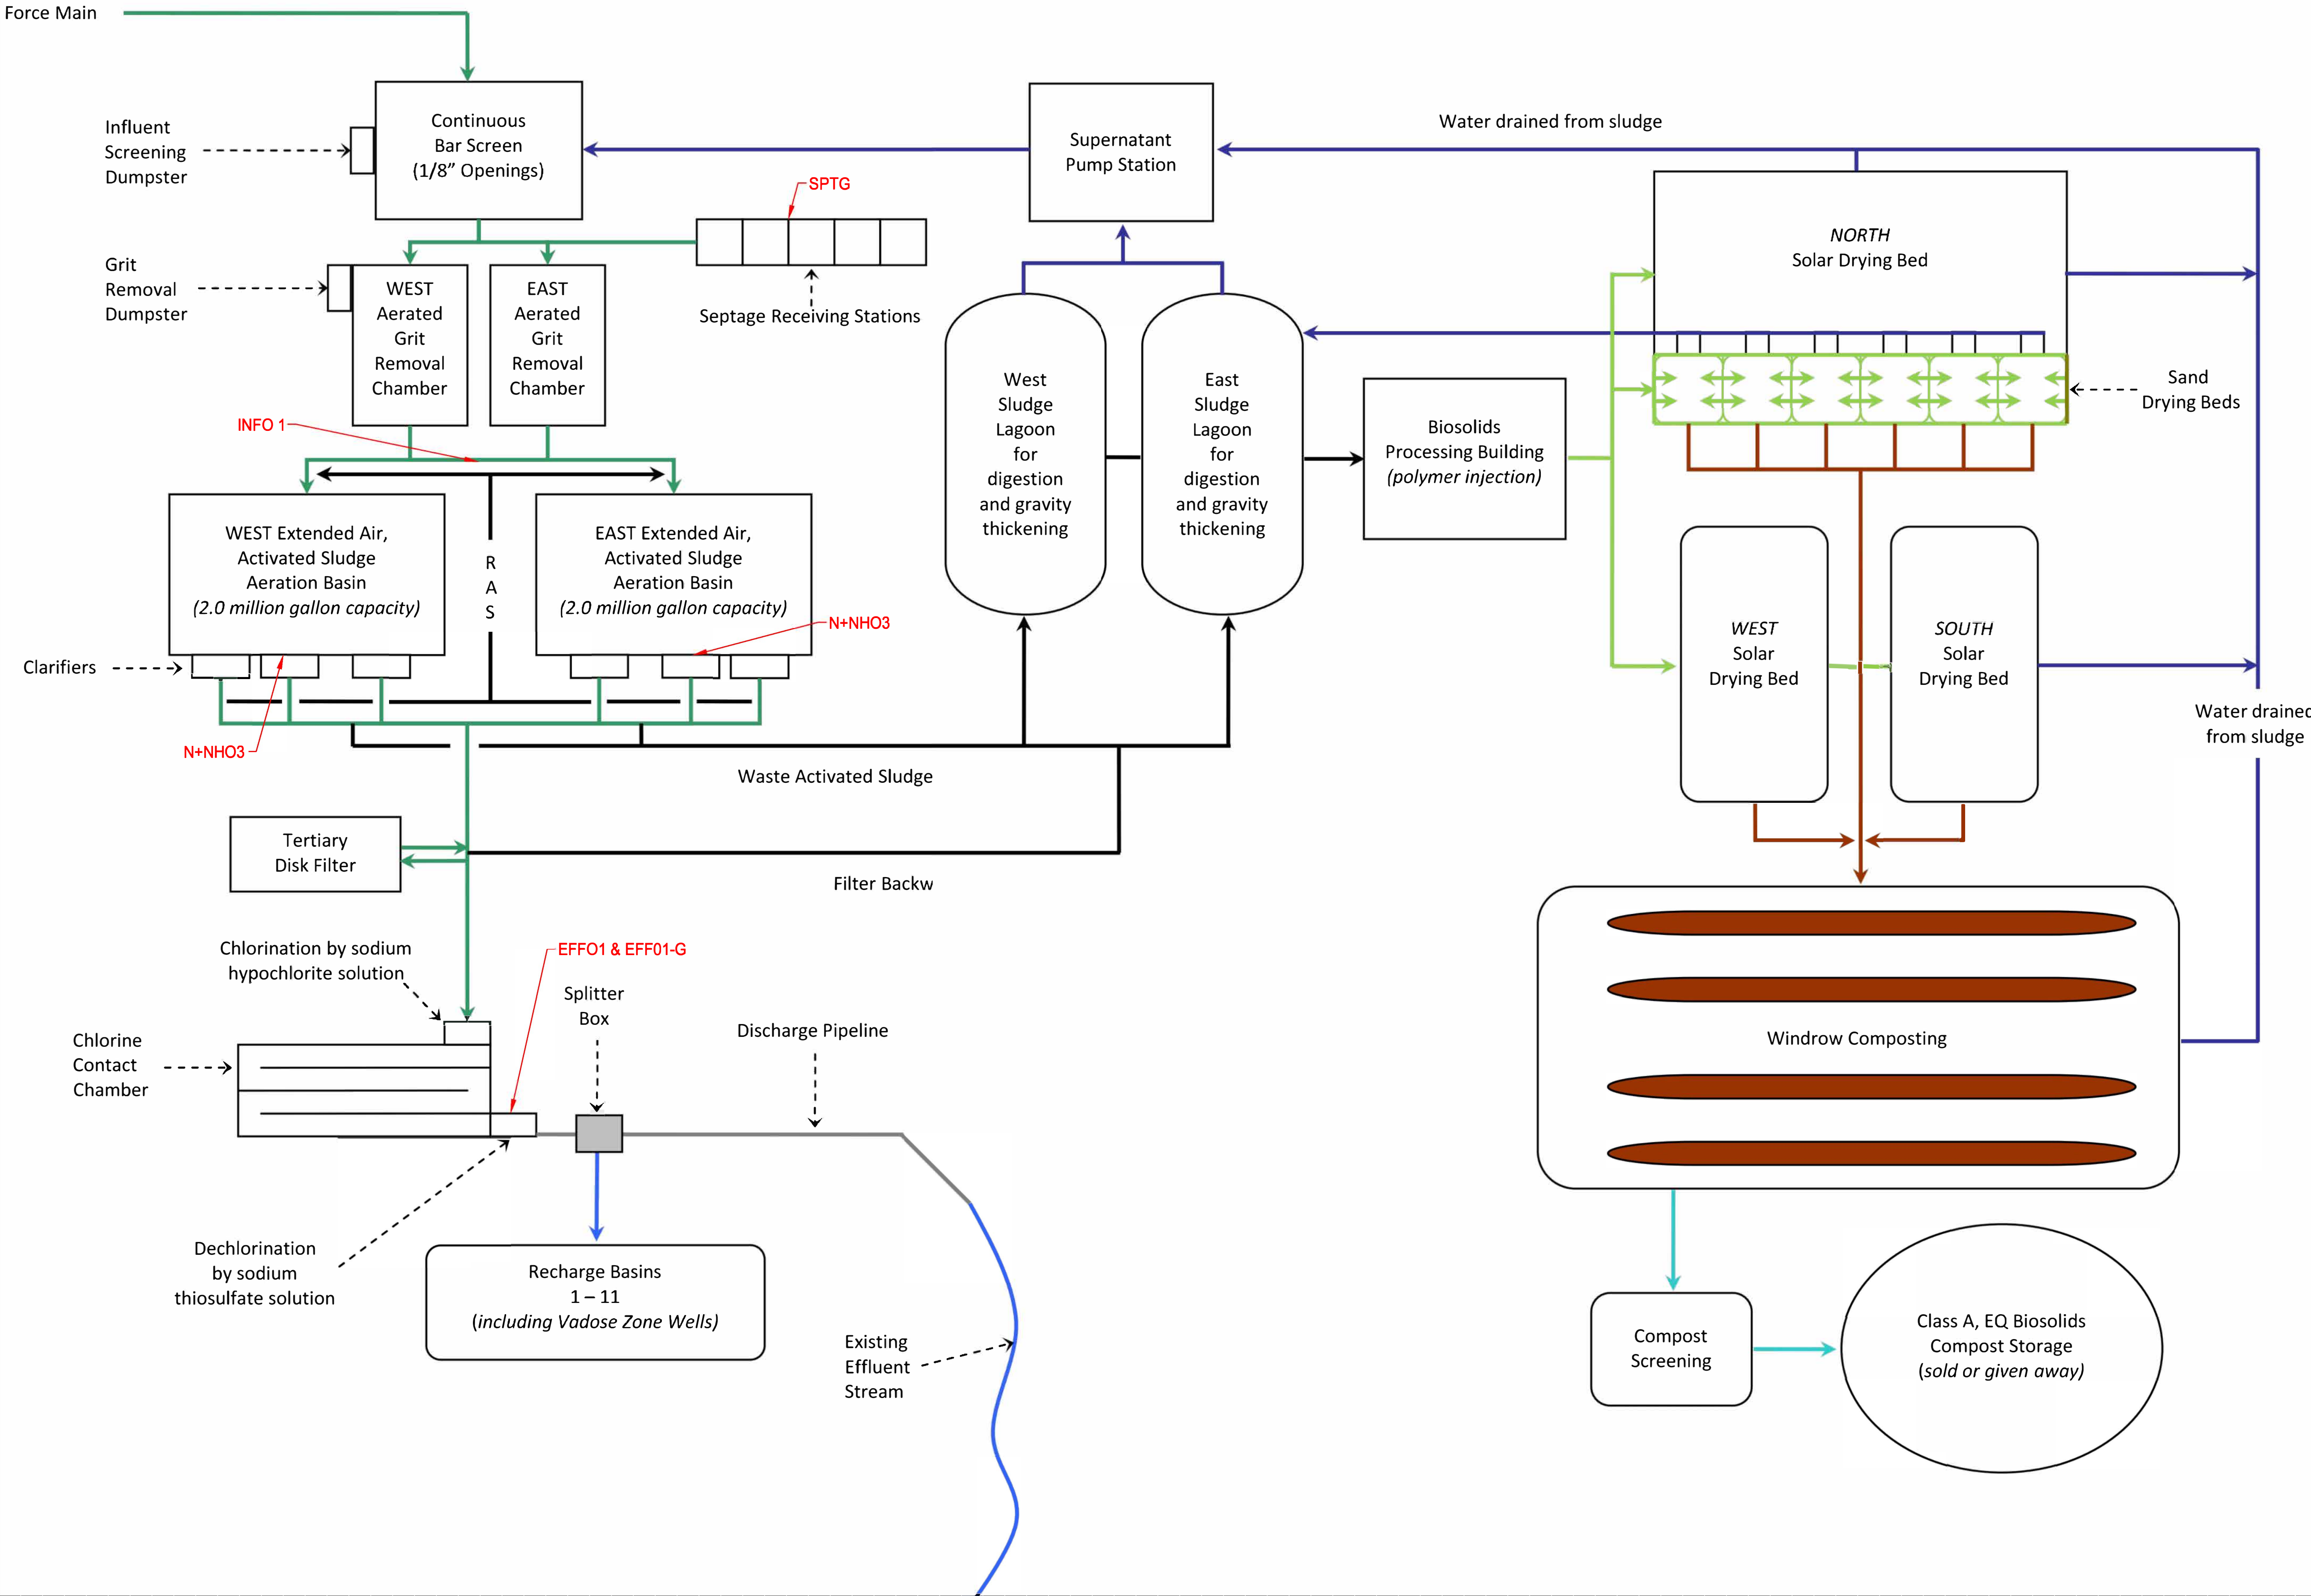 Force Main
Influent
Screening
Dumpster
Continuous
Bar Screen
(1/8” Openings)
Supernatant
Pump Station
Water drained from sludge
SPTG
Septage Receiving Stations
Grit
Removal
Dumpster
WEST
Aerated
Grit
Removal
Chamber
EAST
Aerated
Grit
Removal
Chamber
NORTH
Solar Drying Bed
Sand
Drying Beds
INFO 1
West
Sludge
Lagoon
for
digestion
and gravity
thickening
East
Sludge
Lagoon
for
digestion
and gravity
thickening
Biosolids
Processing Building
(polymer injection)
WEST Extended Air,
Activated Sludge
Aeration Basin
(2.0 million gallon capacity)
R
A
S
EAST Extended Air,
Activated Sludge
Aeration Basin
(2.0 million gallon capacity)
N+NHO3
Clarifiers
N+NHO3
WEST
Solar
Drying Bed
SOUTH
Solar
Drying Bed
Water drained
from sludge
Waste Activated Sludge
Tertiary
Disk Filter
Filter Backw
Chlorination by sodium
hypochlorite solution
EFFO1 & EFF01-G
Splitter
Box
Discharge Pipeline
Chlorine
Contact
Chamber
Windrow Composting
Dechlorination
by sodium
thiosulfate solution
Recharge Basins
1 – 11
(including Vadose Zone Wells)
Existing
Effluent
Stream
Compost
Screening
Class A, EQ Biosolids
Compost Storage
(sold or given away)